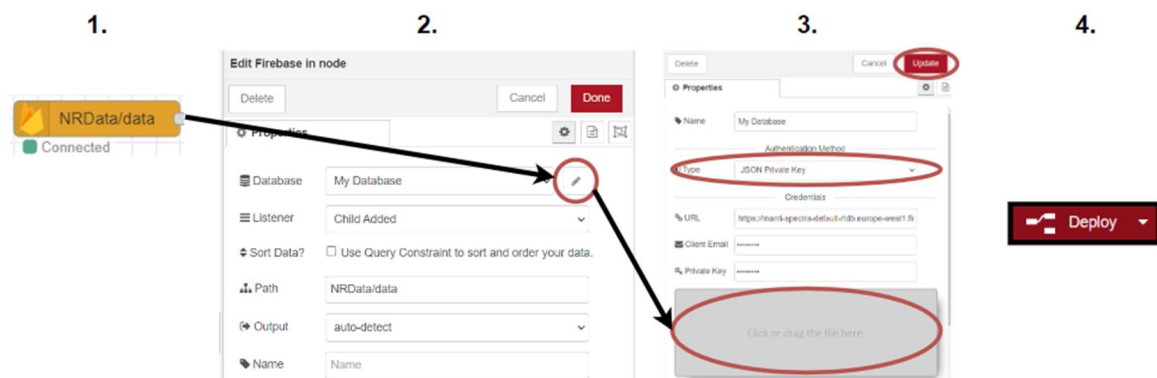 1.
NRData/data
Connected
2.
Edit Firebase in node
Delete
Cancel
Done
Properties
Database
My Database
Listener
Child Added
Sort Data?
Use Query Constraint to sort and order your data.
Path
NRData/data
Output
auto-detect
Name
Name
3.
Delete
Cancel
Update
Properties
Name
My Database
Authentication Method
Type
JSON Private Key
Credentials
URL
Client Email
••••••••
Private Key
••••••••
Click or drag the file here.
4.
Deploy